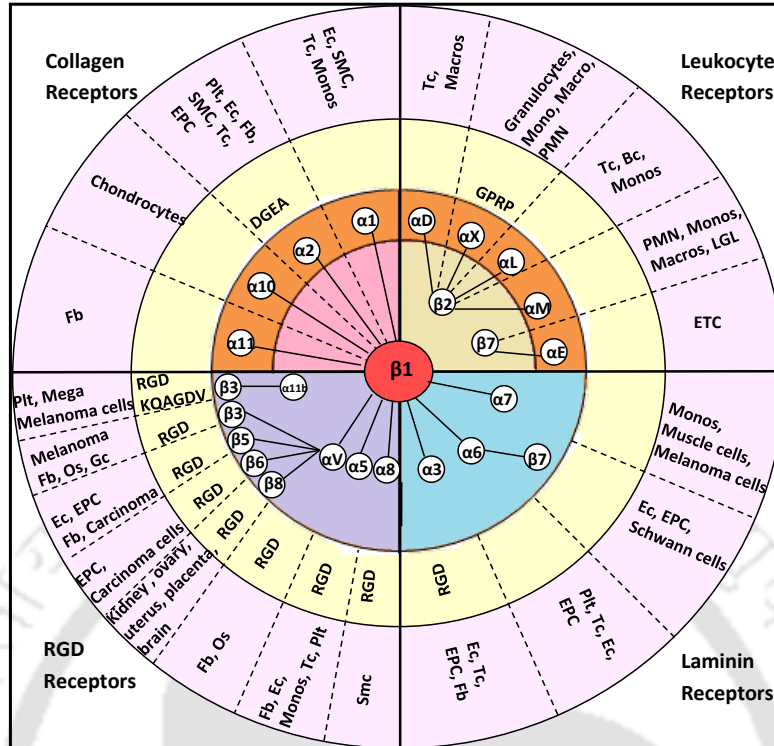 Collagen
Receptors
Leukocyte
Receptors
Ec, SMC,
Tc, Monos
Plt, Ec, Fb,
SMC, Tc,
EPC
Chondrocytes
Fb
DGEA
Tc,
Macros
Granulocytes,
Mono, Macro,
PMN
Tc, Bc,
Monos
PMN, Monos,
Macros, LGL
ETC
GPRP
α1
α2
α10
α11
αD
αX
αL
αM
αE
β2
β7
β1
β3
α11b
β3
β5
β6
β8
αV
α5
α8
α3
α6
β7
α7
RGD
KQAGDV
RGD
RGD
RGD
RGD
RGD
RGD
RGD
RGD
Plt, Mega
Melanoma cells
Melanoma
Fb, Os, Gc
Ec, EPC
Fb, Carcinoma
EPC,
Carcinoma cells
Kidney, ovary,
uterus, placenta,
brain
Fb, Os
Fb, Ec,
Monos, Tc, Plt
Smc
Ec, Tc,
EPC, Fb
Plt, Tc, Ec,
EPC
Ec, EPC,
Schwann cells
Monos,
Muscle cells,
Melanoma cells
RGD
Receptors
Laminin
Receptors